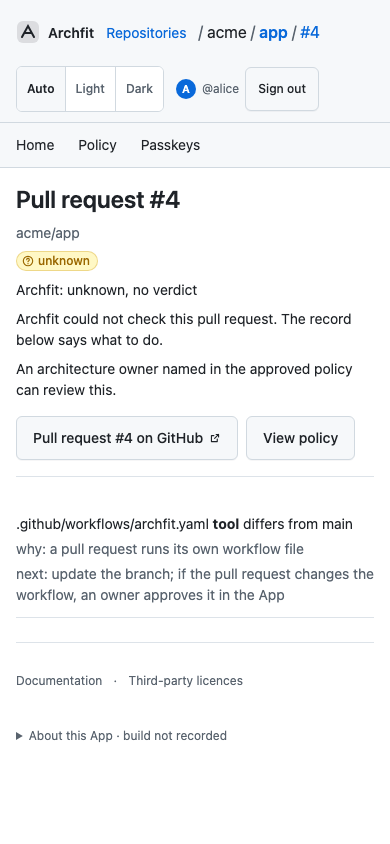 Archfit Repositories / acme / app / #4
Auto Light Dark A @alice Sign out
Home Policy Passkeys
Pull request #4
acme/app
unknown
Archfit: unknown, no verdict
Archfit could not check this pull request. The record
below says what to do.
An architecture owner named in the approved policy
can review this.
Pull request #4 on GitHub View policy
.github/workflows/archfit.yaml tool differs from main
why: a pull request runs its own workflow file
next: update the branch; if the pull request changes the
workflow, an owner approves it in the App
Documentation · Third-party licences
About this App · build not recorded